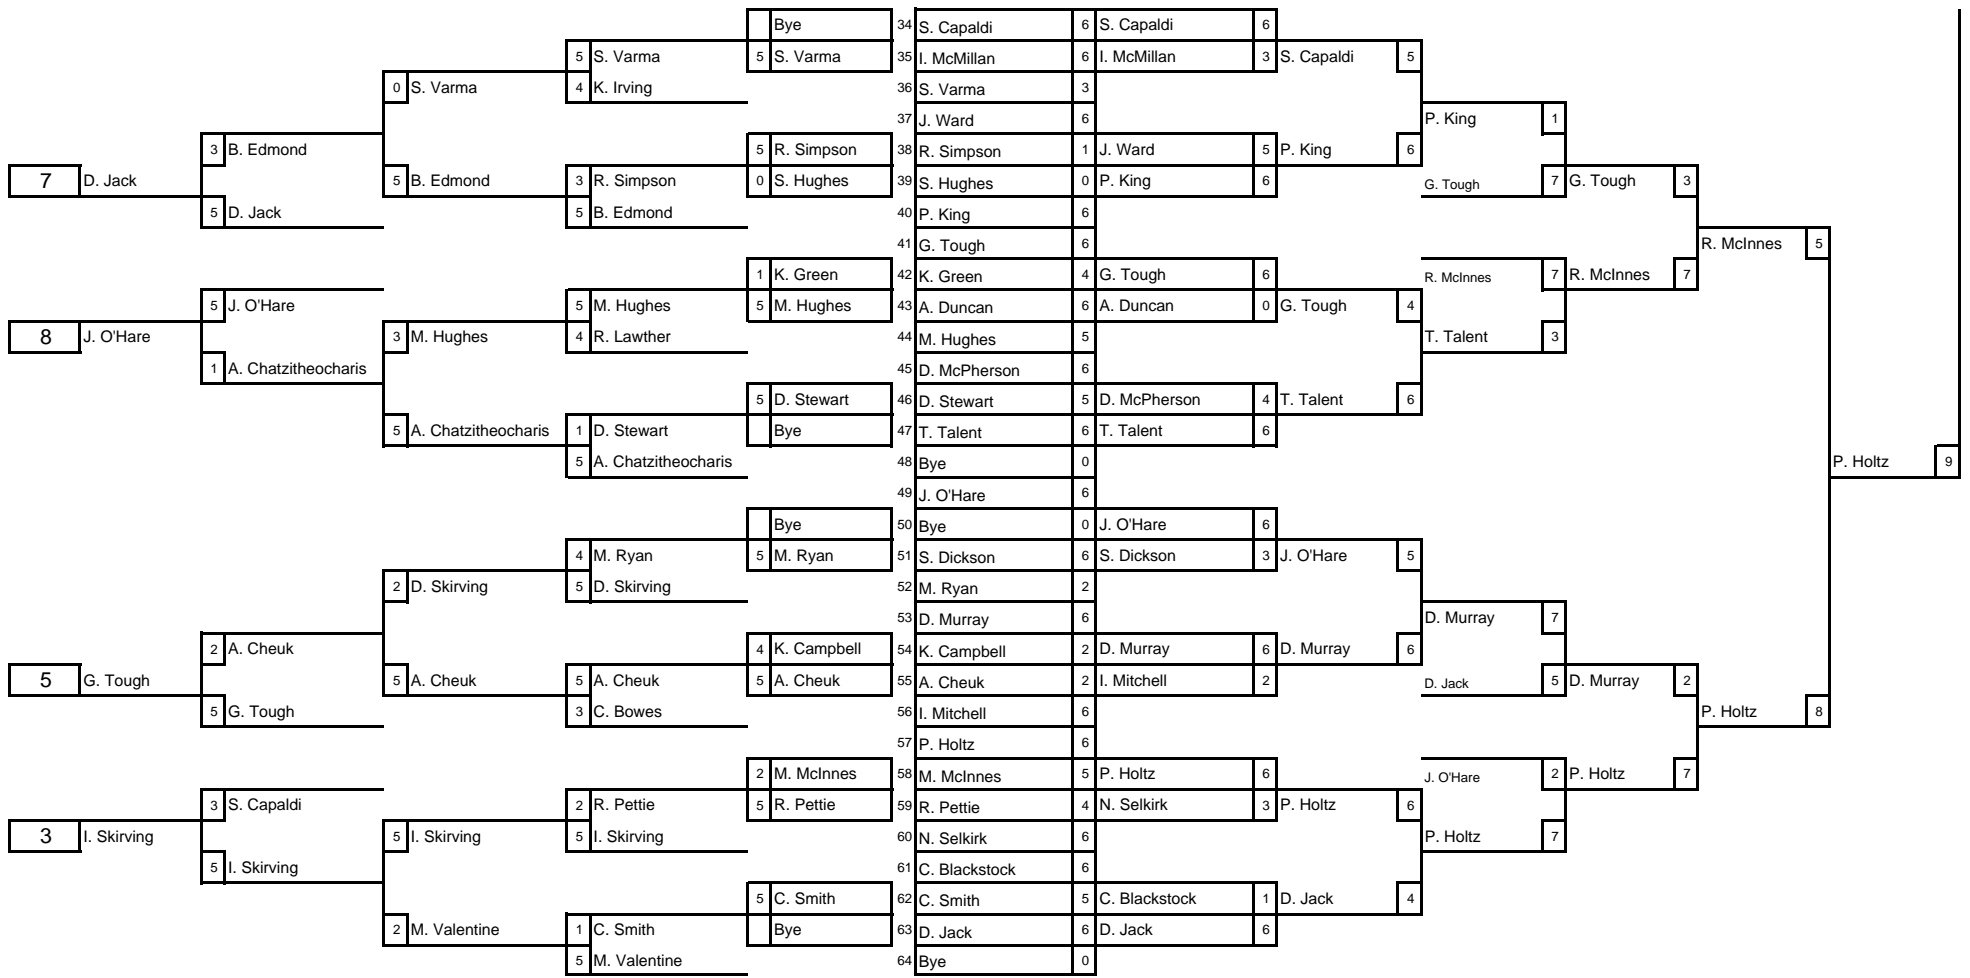 Bye 34 S. Capaldi 6 S. Capaldi 6
5 S. Varma 5 S. Varma 35 I. McMillan 6 I. McMillan 3 S. Capaldi 5
0 S. Varma 4 K. Irving 36 S. Varma 3
37 J. Ward 6 P. King 1
3 B. Edmond 5 R. Simpson 38 R. Simpson 1 J. Ward 5 P. King 6
7 D. Jack 5 B. Edmond 3 R. Simpson 0 S. Hughes 39 S. Hughes 0 P. King 6 G. Tough 7 G. Tough 3
5 D. Jack 5 B. Edmond 40 P. King 6
41 G. Tough 6 R. McInnes 5
1 K. Green 42 K. Green 4 G. Tough 6 R. McInnes 7 R. McInnes 7
5 J. O'Hare 5 M. Hughes 5 M. Hughes 43 A. Duncan 6 A. Duncan 0 G. Tough 4
8 J. O'Hare 3 M. Hughes 4 R. Lawther 44 M. Hughes 5 T. Talent 3
1 A. Chatzitheocharis 45 D. McPherson 6
5 D. Stewart 46 D. Stewart 5 D. McPherson 4 T. Talent 6
5 A. Chatzitheocharis 1 D. Stewart Bye 47 T. Talent 6 T. Talent 6
5 A. Chatzitheocharis 48 Bye 0 P. Holtz 9
49 J. O'Hare 6
Bye 50 Bye 0 J. O'Hare 6
4 M. Ryan 5 M. Ryan 51 S. Dickson 6 S. Dickson 3 J. O'Hare 5
2 D. Skirving 5 D. Skirving 52 M. Ryan 2
53 D. Murray 6 D. Murray 7
2 A. Cheuk 4 K. Campbell 54 K. Campbell 2 D. Murray 6 D. Murray 6
5 G. Tough 5 A. Cheuk 5 A. Cheuk 5 A. Cheuk 55 A. Cheuk 2 I. Mitchell 2 D. Jack 5 D. Murray 2
5 G. Tough 3 C. Bowes 56 I. Mitchell 6 P. Holtz 8
57 P. Holtz 6
2 M. McInnes 58 M. McInnes 5 P. Holtz 6 J. O'Hare 2 P. Holtz 7
3 S. Capaldi 2 R. Pettie 5 R. Pettie 59 R. Pettie 4 N. Selkirk 3 P. Holtz 6
3 I. Skirving 5 I. Skirving 5 I. Skirving 60 N. Selkirk 6 P. Holtz 7
5 I. Skirving 61 C. Blackstock 6
5 C. Smith 62 C. Smith 5 C. Blackstock 1 D. Jack 4
2 M. Valentine 1 C. Smith Bye 63 D. Jack 6 D. Jack 6
5 M. Valentine 64 Bye 0